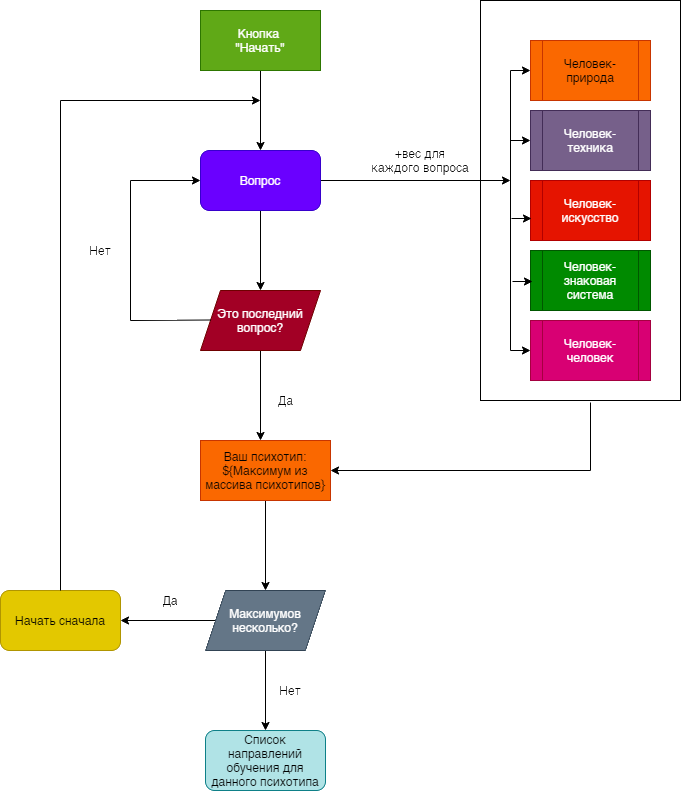 Кнопка
"Начать"
Человек-
природа
Человек-
техника
+вес для
каждого вопроса
Вопрос
Человек-
искусство
Нет
Человек-
знаковая
система
Это последний
вопрос?
Человек-
человек
Да
Ваш психотип:
${Максимум из
массива психотипов}
Да
Начать сначала
Максимумов
несколько?
Нет
Список
направлений
обучения для
данного психотипа